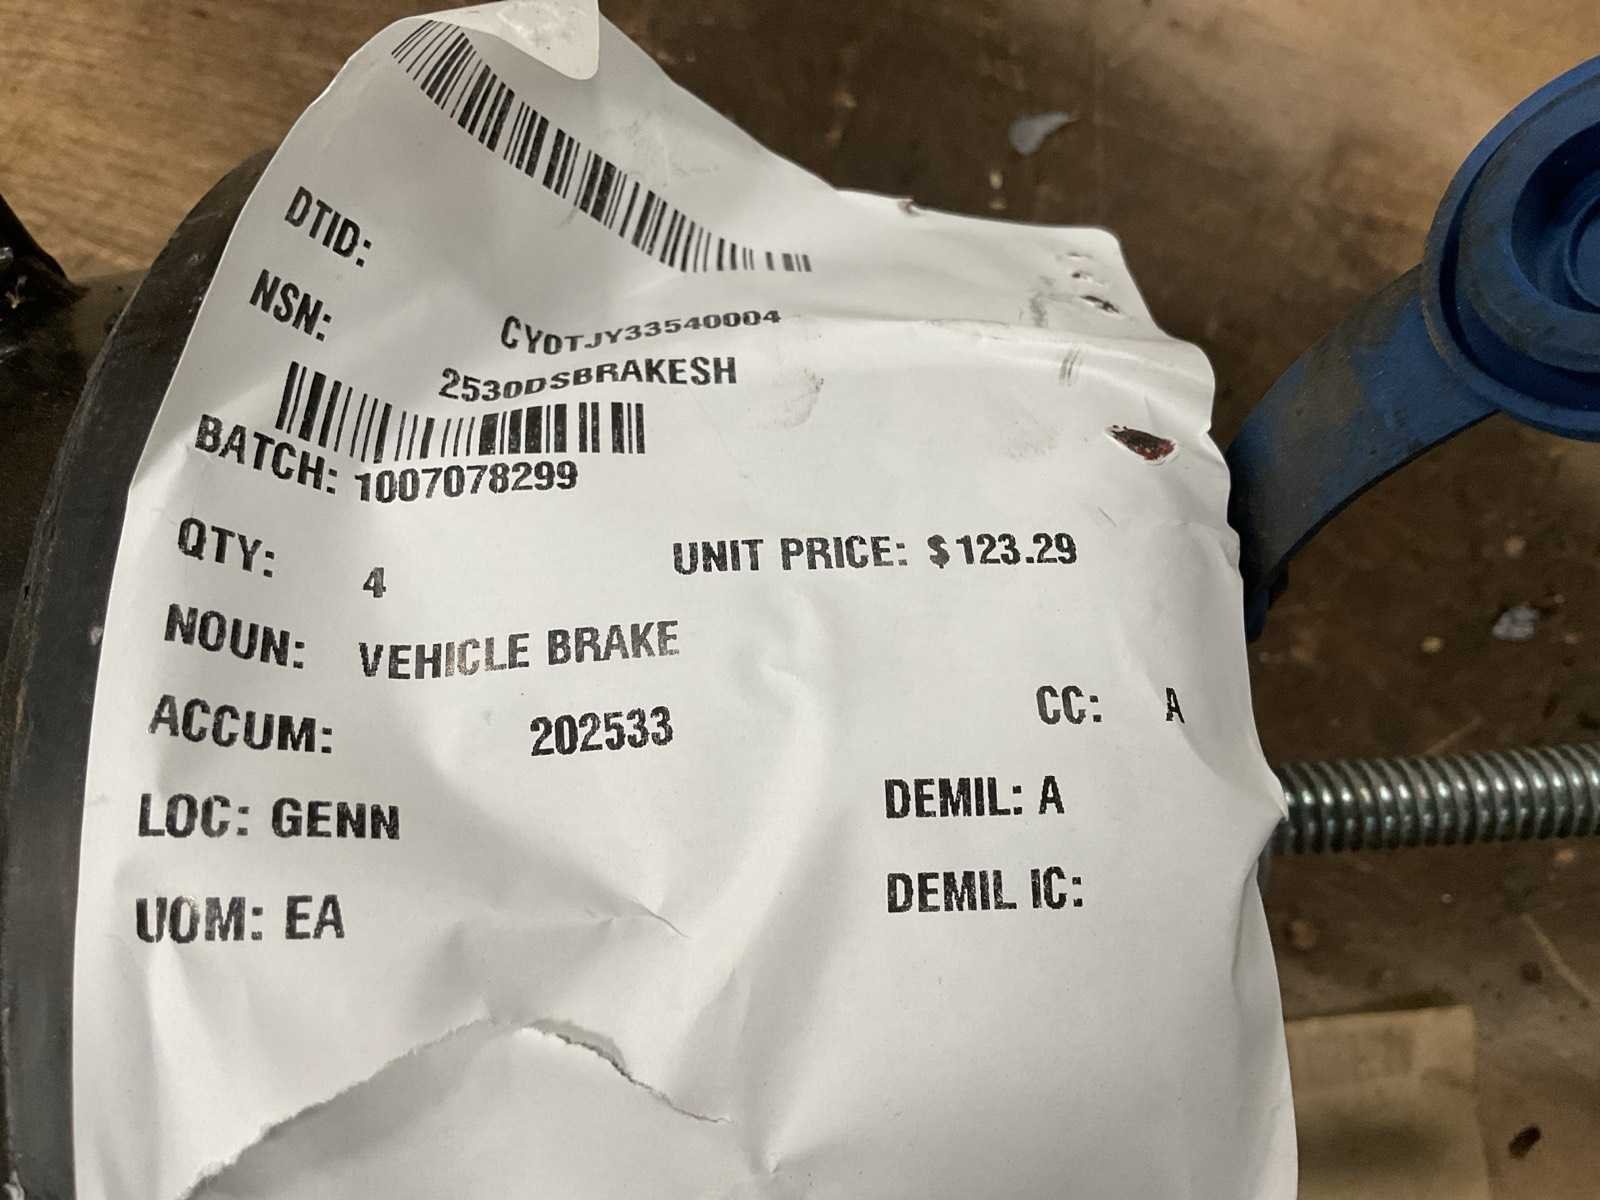 DTID:
CY0TJY33540004
NSN:
2530DSBRAKESH
BATCH: 1007078299
QTY: 4 UNIT PRICE: $ 123.29
NOUN: VEHICLE BRAKE
ACCUM: 202533 CC: A
LOC: GENN DEMIL: A
UOM: EA DEMIL IC: